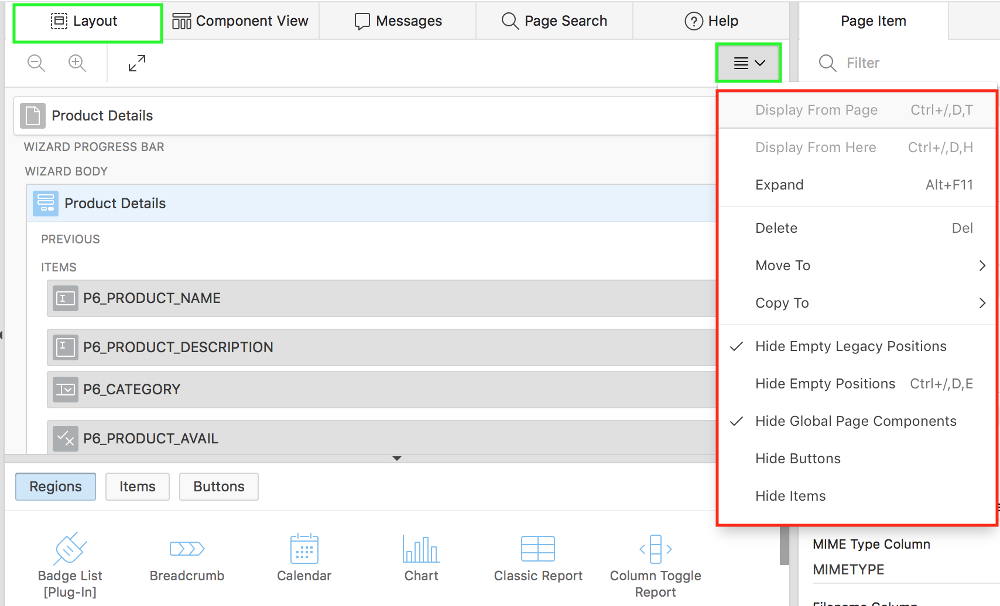 Layout
Component View
Messages
Page Search
Help
Page Item
Filter
Product Details
WIZARD PROGRESS BAR
WIZARD BODY
Product Details
PREVIOUS
ITEMS
P6_PRODUCT_NAME
P6_PRODUCT_DESCRIPTION
P6_CATEGORY
P6_PRODUCT_AVAIL
Display From Page Ctrl+/,D,T
Display From Here Ctrl+/,D,H
Expand Alt+F11
Delete Del
Move To
Copy To
Hide Empty Legacy Positions
Hide Empty Positions Ctrl+/,D,E
Hide Global Page Components
Hide Buttons
Hide Items
Regions
Items
Buttons
Badge List
[Plug-In]
Breadcrumb
Calendar
Chart
Classic Report
Column Toggle
Report
MIME Type Column
MIMETYPE
Filename Column